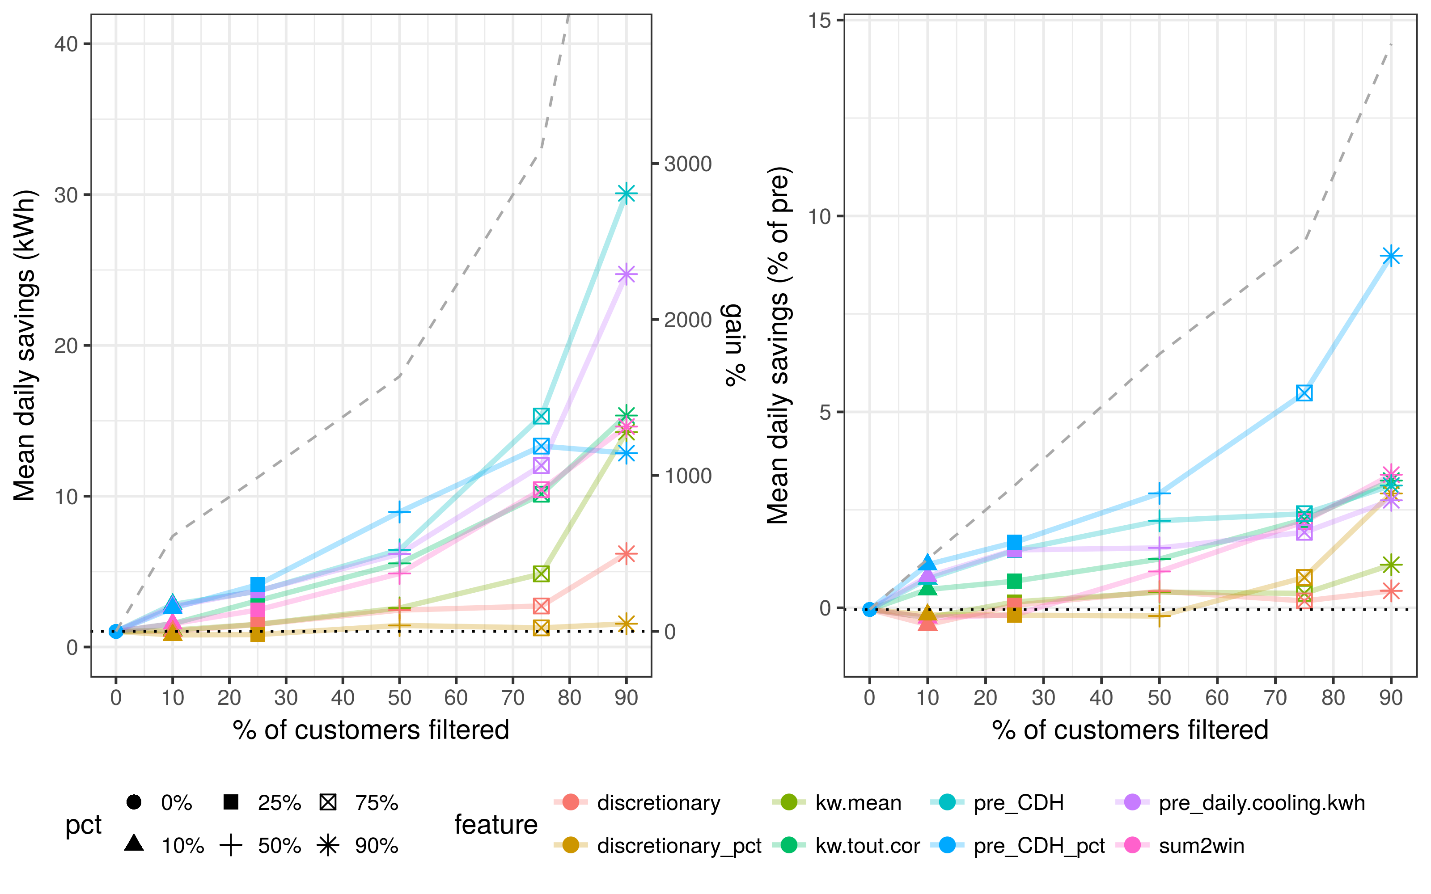 Mean daily savings (kWh)
40
30
20
10
0
3000
2000
1000
0
gain %
0 10 20 30 40 50 60 70 80 90
% of customers filtered
Mean daily savings (% of pre)
15
10
5
0
0 10 20 30 40 50 60 70 80 90
% of customers filtered
pct
0% 25% 75%
10% 50% 90%
feature
discretionary kw.mean pre_CDH pre_daily.cooling.kwh
discretionary_pct kw.tout.cor pre_CDH_pct sum2win